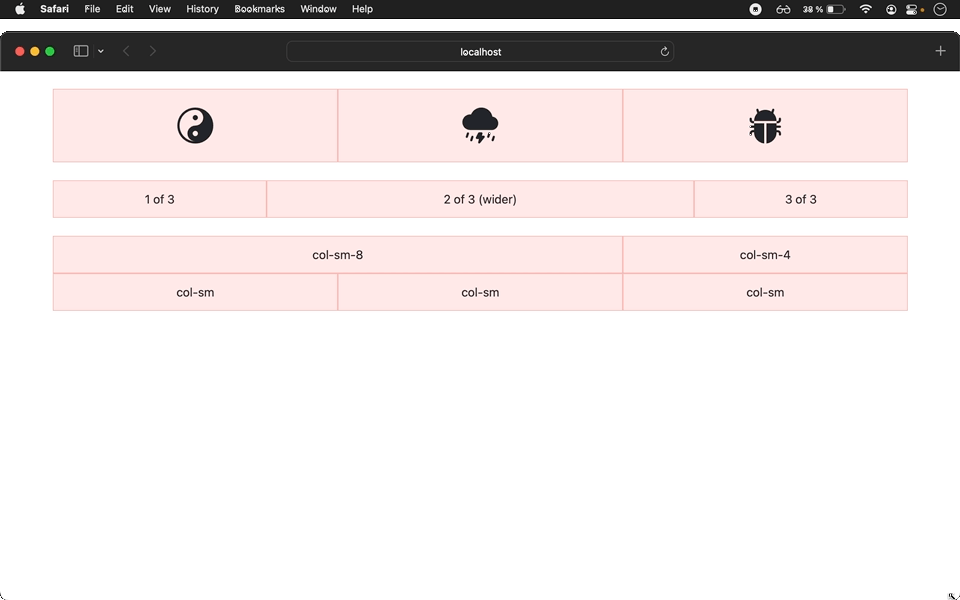 Safari File Edit View History Bookmarks Window Help 38 %
localhost
1 of 3 2 of 3 (wider) 3 of 3
col-sm-8 col-sm-4
col-sm col-sm col-sm